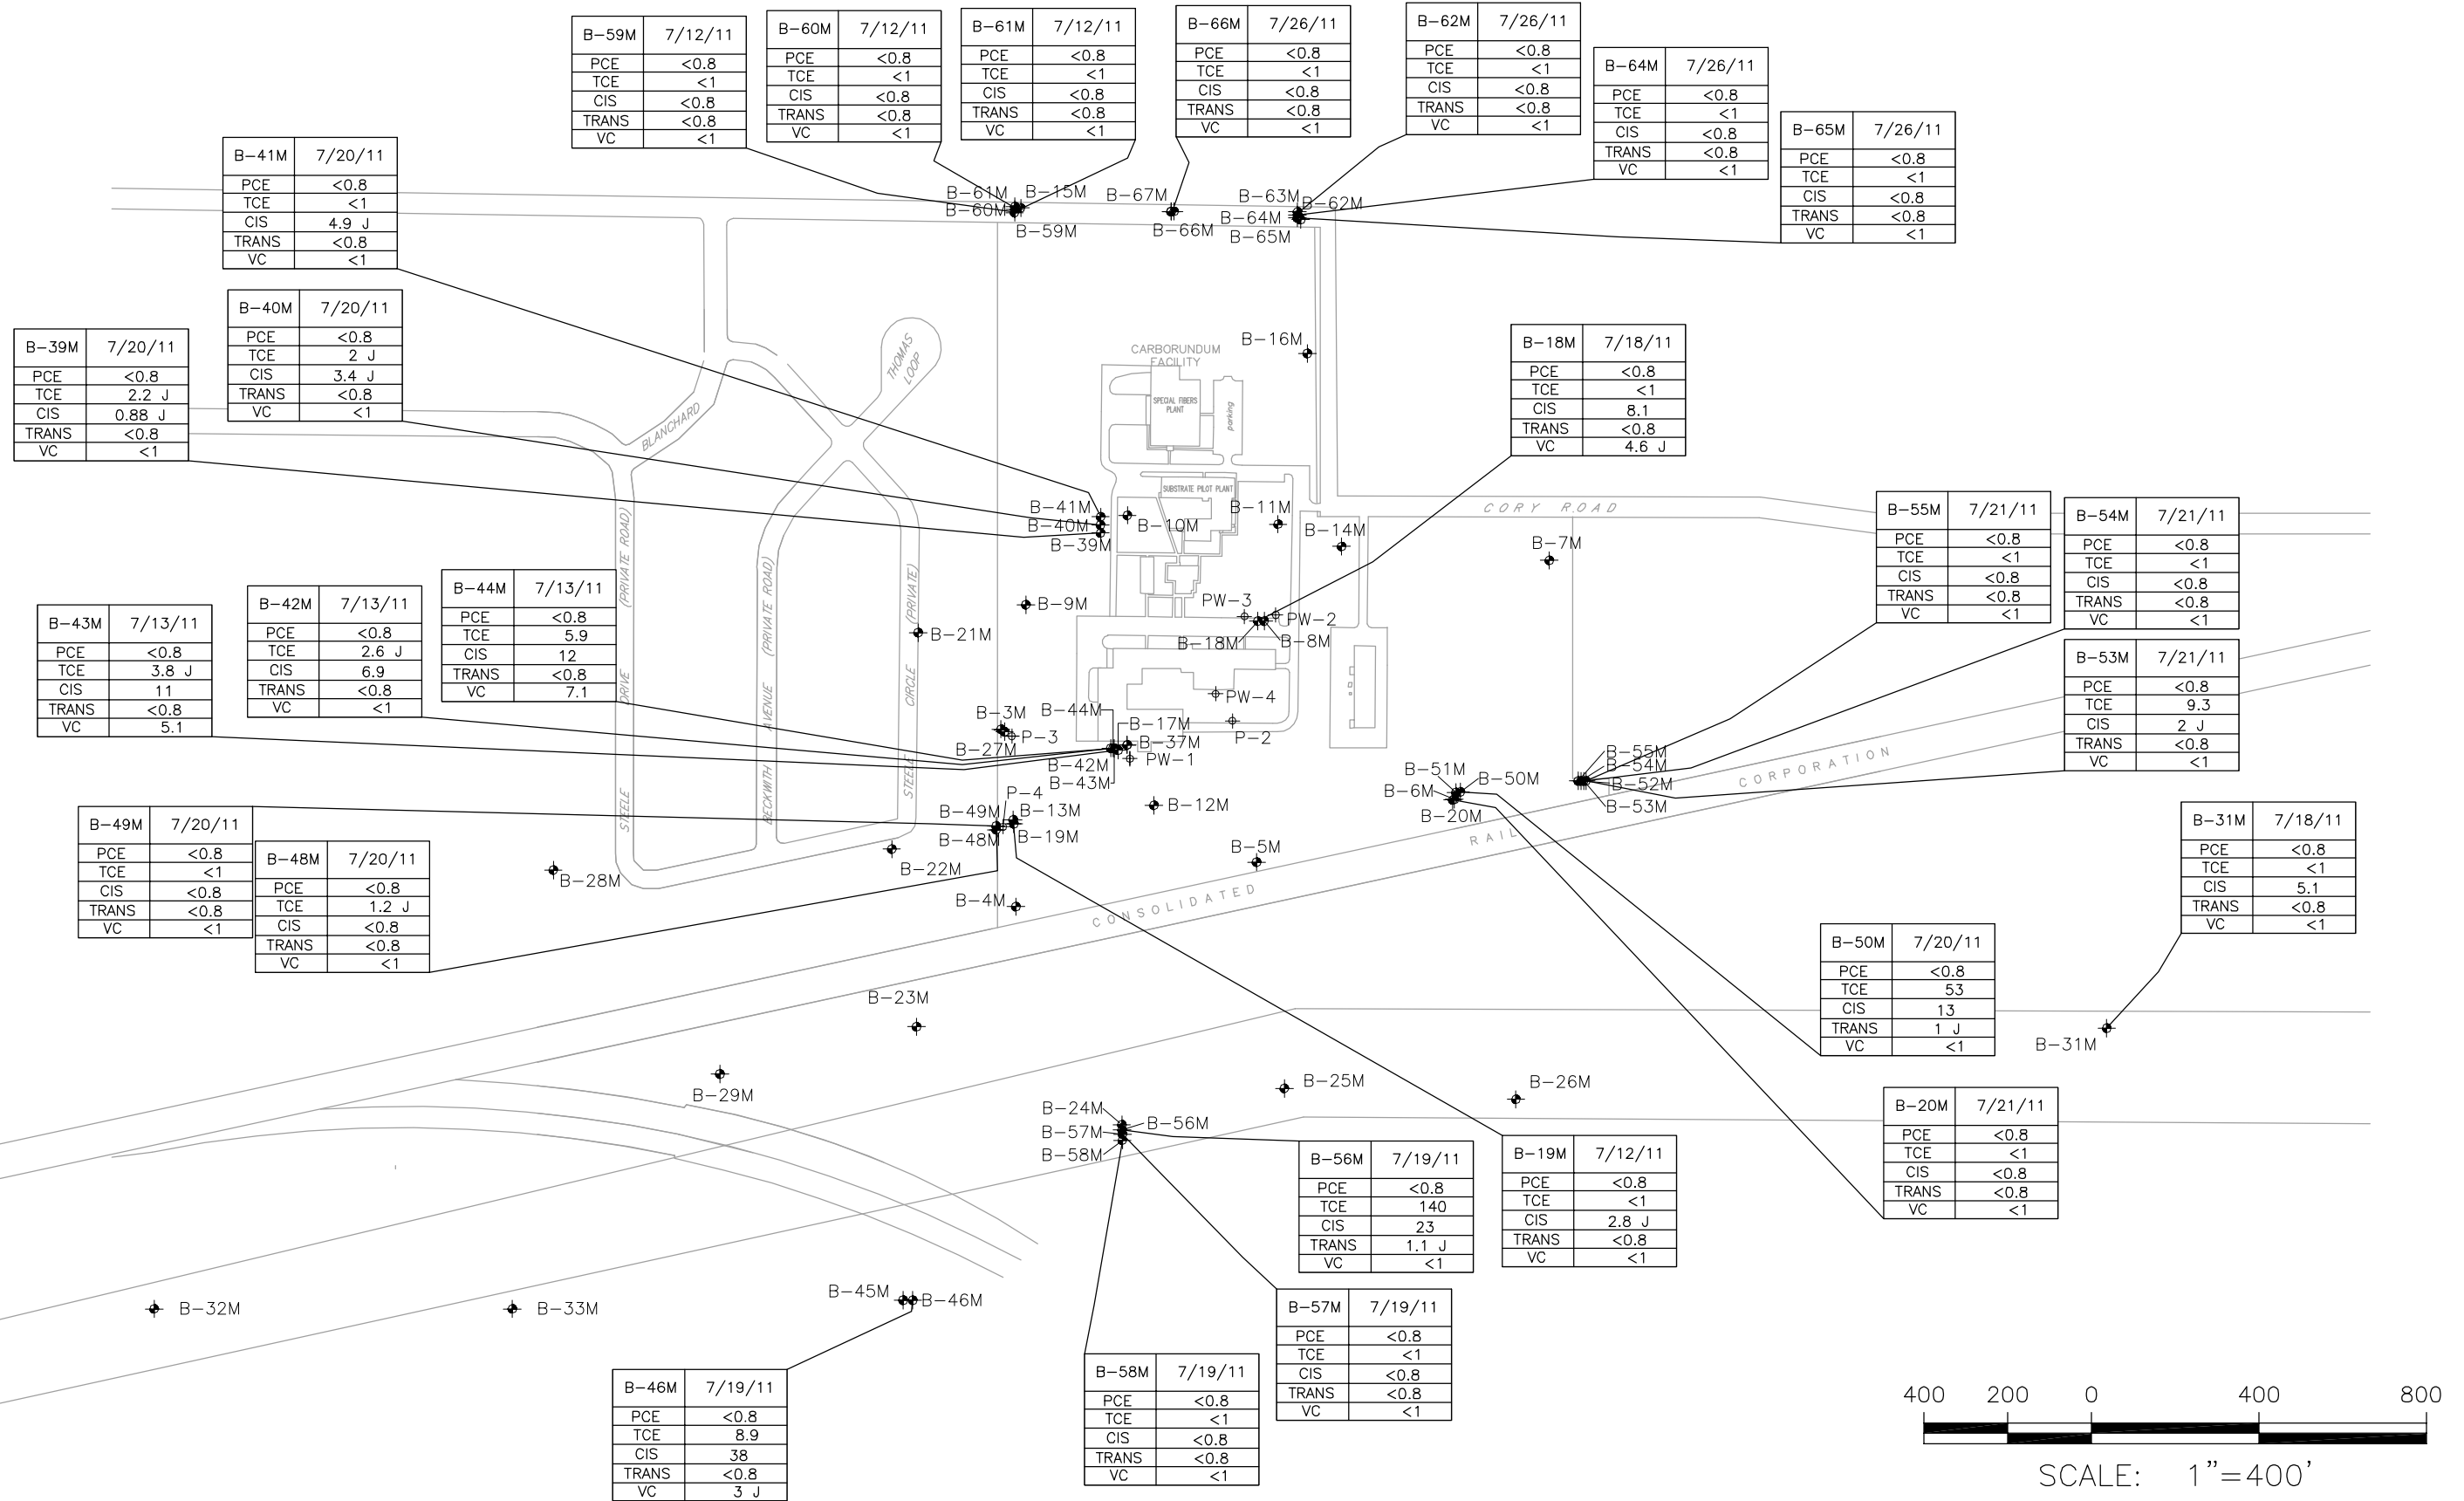 B-59M 7/12/11
PCE <0.8
TCE <1
CIS <0.8
TRANS <0.8
VC <1
B-60M 7/12/11
PCE <0.8
TCE <1
CIS <0.8
TRANS <0.8
VC <1
B-61M 7/12/11
PCE <0.8
TCE <1
CIS <0.8
TRANS <0.8
VC <1
B-66M 7/26/11
PCE <0.8
TCE <1
CIS <0.8
TRANS <0.8
VC <1
B-62M 7/26/11
PCE <0.8
TCE <1
CIS <0.8
TRANS <0.8
VC <1
B-64M 7/26/11
PCE <0.8
TCE <1
CIS <0.8
TRANS <0.8
VC <1
B-65M 7/26/11
PCE <0.8
TCE <1
CIS <0.8
TRANS <0.8
VC <1
B-41M 7/20/11
PCE <0.8
TCE <1
CIS 4.9 J
TRANS <0.8
VC <1
B-61M
B-15M
B-60M
B-59M
B-67M
B-66M
B-63M
B-62M
B-64M
B-65M
B-40M 7/20/11
PCE <0.8
TCE 2 J
CIS 3.4 J
TRANS <0.8
VC <1
B-39M 7/20/11
PCE <0.8
TCE 2.2 J
CIS 0.88 J
TRANS <0.8
VC <1
B-18M 7/18/11
PCE <0.8
TCE <1
CIS 8.1
TRANS <0.8
VC 4.6 J
THOMAS
LOOP
BLANCHARD
CARBORUNDUM
FACILITY
SPECIAL FIBERS
PLANT
parking
SUBSTRATE PILOT PLANT
B-16M
B-41M
B-40M
B-39M
B-10M
B-11M
B-14M
CORY ROAD
B-7M
B-55M 7/21/11
PCE <0.8
TCE <1
CIS <0.8
TRANS <0.8
VC <1
B-54M 7/21/11
PCE <0.8
TCE <1
CIS <0.8
TRANS <0.8
VC <1
B-53M 7/21/11
PCE <0.8
TCE 9.3
CIS 2 J
TRANS <0.8
VC <1
B-43M 7/13/11
PCE <0.8
TCE 3.8 J
CIS 11
TRANS <0.8
VC 5.1
B-42M 7/13/11
PCE <0.8
TCE 2.6 J
CIS 6.9
TRANS <0.8
VC <1
B-44M 7/13/11
PCE <0.8
TCE 5.9
CIS 12
TRANS <0.8
VC 7.1
STEELE DRIVE (PRIVATE ROAD)
BECKWITH AVENUE (PRIVATE ROAD)
STEELE CIRCLE (PRIVATE)
B-9M
B-21M
PW-3
PW-2
B-18M
B-8M
PW-4
P-2
B-44M
B-3M
P-3
B-27M
B-17M
B-37M
B-42M
PW-1
B-43M
B-12M
P-4
B-49M
B-13M
B-48M
B-19M
B-22M
B-28M
B-4M
B-5M
B-51M
B-50M
B-6M
B-20M
B-55M
B-54M
B-52M
B-53M
CONSOLIDATED RAIL CORPORATION
B-49M 7/20/11
PCE <0.8
TCE <1
CIS <0.8
TRANS <0.8
VC <1
B-48M 7/20/11
PCE <0.8
TCE 1.2 J
CIS <0.8
TRANS <0.8
VC <1
B-31M 7/18/11
PCE <0.8
TCE <1
CIS 5.1
TRANS <0.8
VC <1
B-50M 7/20/11
PCE <0.8
TCE 53
CIS 13
TRANS 1 J
VC <1
B-31M
B-23M
B-29M
B-25M
B-26M
B-24M
B-56M
B-57M
B-58M
B-20M 7/21/11
PCE <0.8
TCE <1
CIS <0.8
TRANS <0.8
VC <1
B-56M 7/19/11
PCE <0.8
TCE 140
CIS 23
TRANS 1.1 J
VC <1
B-19M 7/12/11
PCE <0.8
TCE <1
CIS 2.8 J
TRANS <0.8
VC <1
B-32M
B-33M
B-45M
B-46M
B-57M 7/19/11
PCE <0.8
TCE <1
CIS <0.8
TRANS <0.8
VC <1
B-58M 7/19/11
PCE <0.8
TCE <1
CIS <0.8
TRANS <0.8
VC <1
B-46M 7/19/11
PCE <0.8
TCE 8.9
CIS 38
TRANS <0.8
VC 3 J
400 200 0 400 800
SCALE: 1"=400'